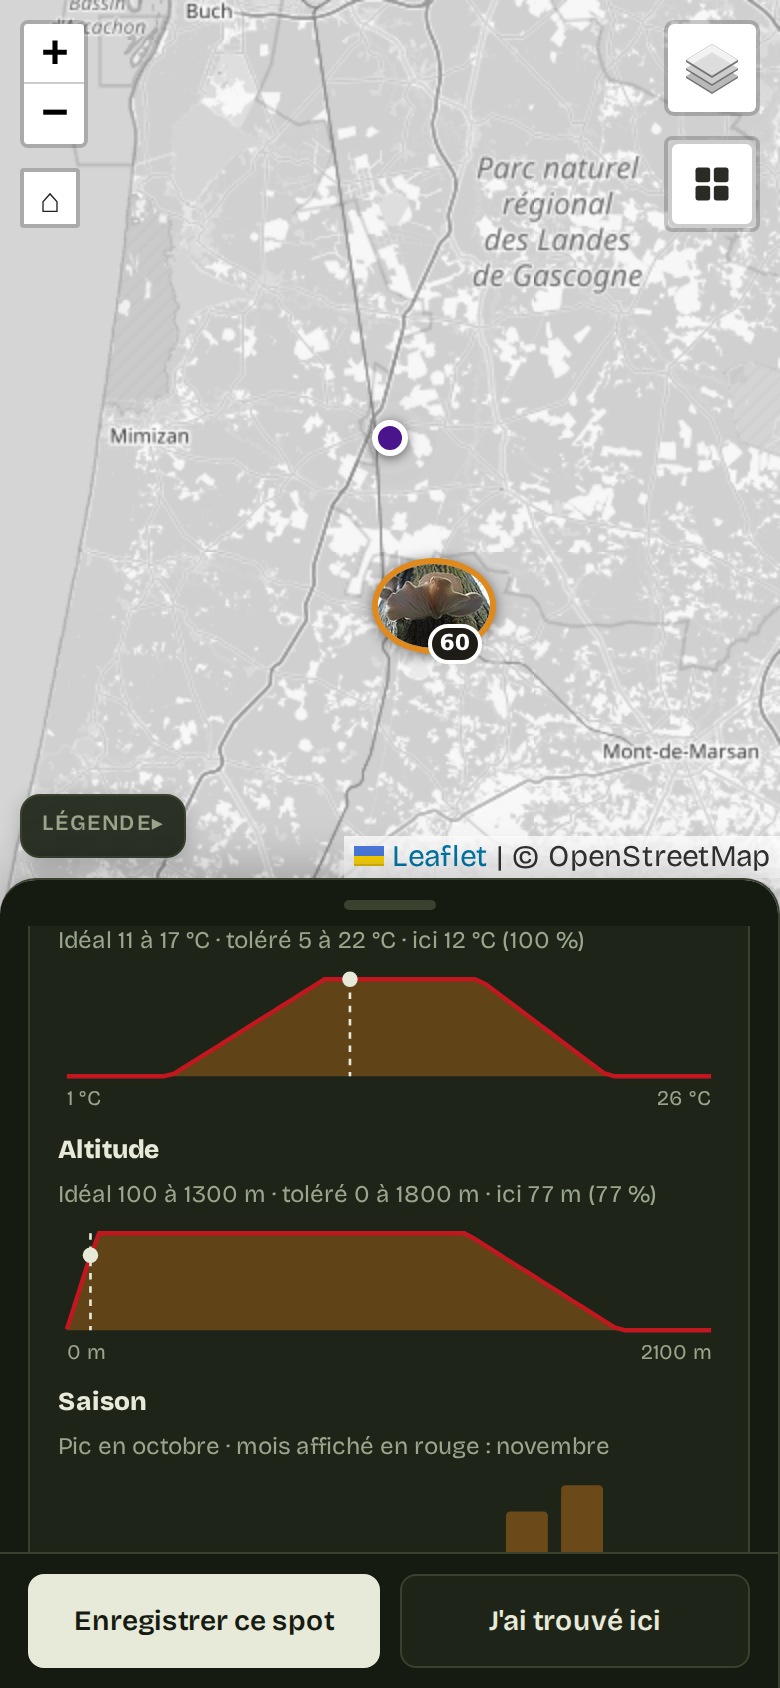 Bassin
d'Arcachon
Buch
+
−
Parc naturel
régional
des Landes
de Gascogne
Mimizan
60
Mont-de-Marsan
LÉGENDE▸
Leaflet | © OpenStreetMap
Idéal 11 à 17 °C · toléré 5 à 22 °C · ici 12 °C (100 %)
1 °C
26 °C
Altitude
Idéal 100 à 1300 m · toléré 0 à 1800 m · ici 77 m (77 %)
0 m
2100 m
Saison
Pic en octobre · mois affiché en rouge : novembre
Enregistrer ce spot
J'ai trouvé ici